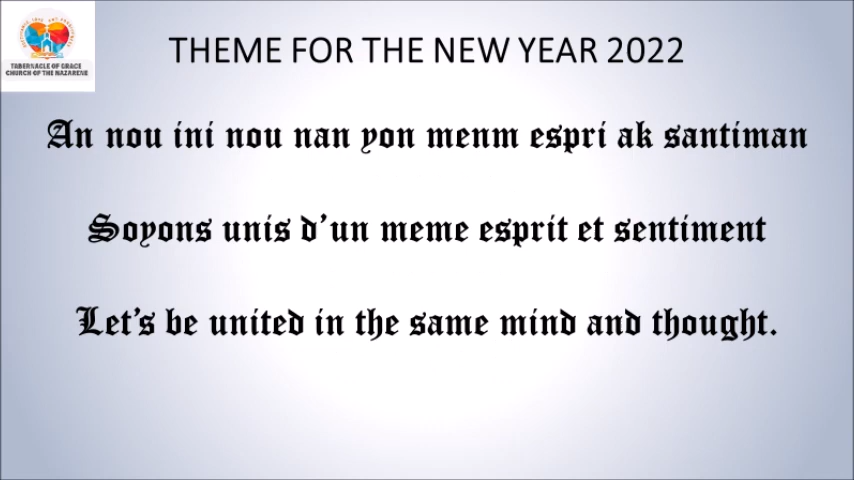 TABERNACLE OF GRACE
CHURCH OF THE NAZARENE
THEME FOR THE NEW YEAR 2022
An nou ini nou nan yon menm espri ak santiman
Soyons unis d'un meme esprit et sentiment
Let's be united in the same mind and thought.